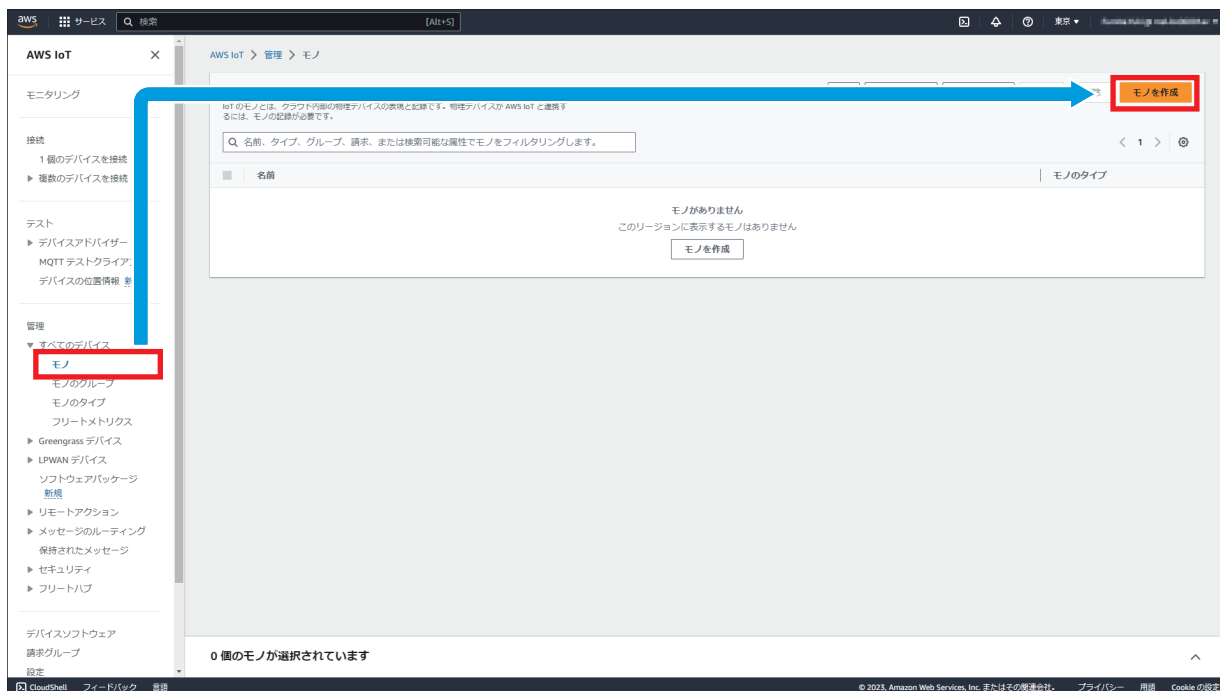 aws
サービス
検索
[Alt+S]
東京
AWS IoT
モニタリング
接続
1 個のデバイスを接続
複数のデバイスを接続
テスト
デバイスアドバイザー
MQTT テストクライア
デバイスの位置情報
管理
すべてのデバイス
モノ
モノのグループ
モノのタイプ
フリートメトリクス
Greengrass デバイス
LPWAN デバイス
ソフトウェアパッケージ
新規
リモートアクション
メッセージのルーティング
保持されたメッセージ
セキュリティ
フリートハブ
デバイスソフトウェア
請求グループ
設定
AWS IoT > 管理 > モノ
モノを作成
IoT のモノとは、クラウド内部の物理デバイスの表現と記録です。物理デバイスが AWS IoT と連携す
るには、モノの記録が必要です。
名前、タイプ、グループ、請求、または検索可能な属性でモノをフィルタリングします。
1
名前
モノのタイプ
モノがありません
このリージョンに表示するモノはありません
モノを作成
0 個のモノが選択されています
CloudShell フィードバック 言語
© 2023, Amazon Web Services, Inc. またはその関連会社。 プライバシー 用語 Cookie の設定